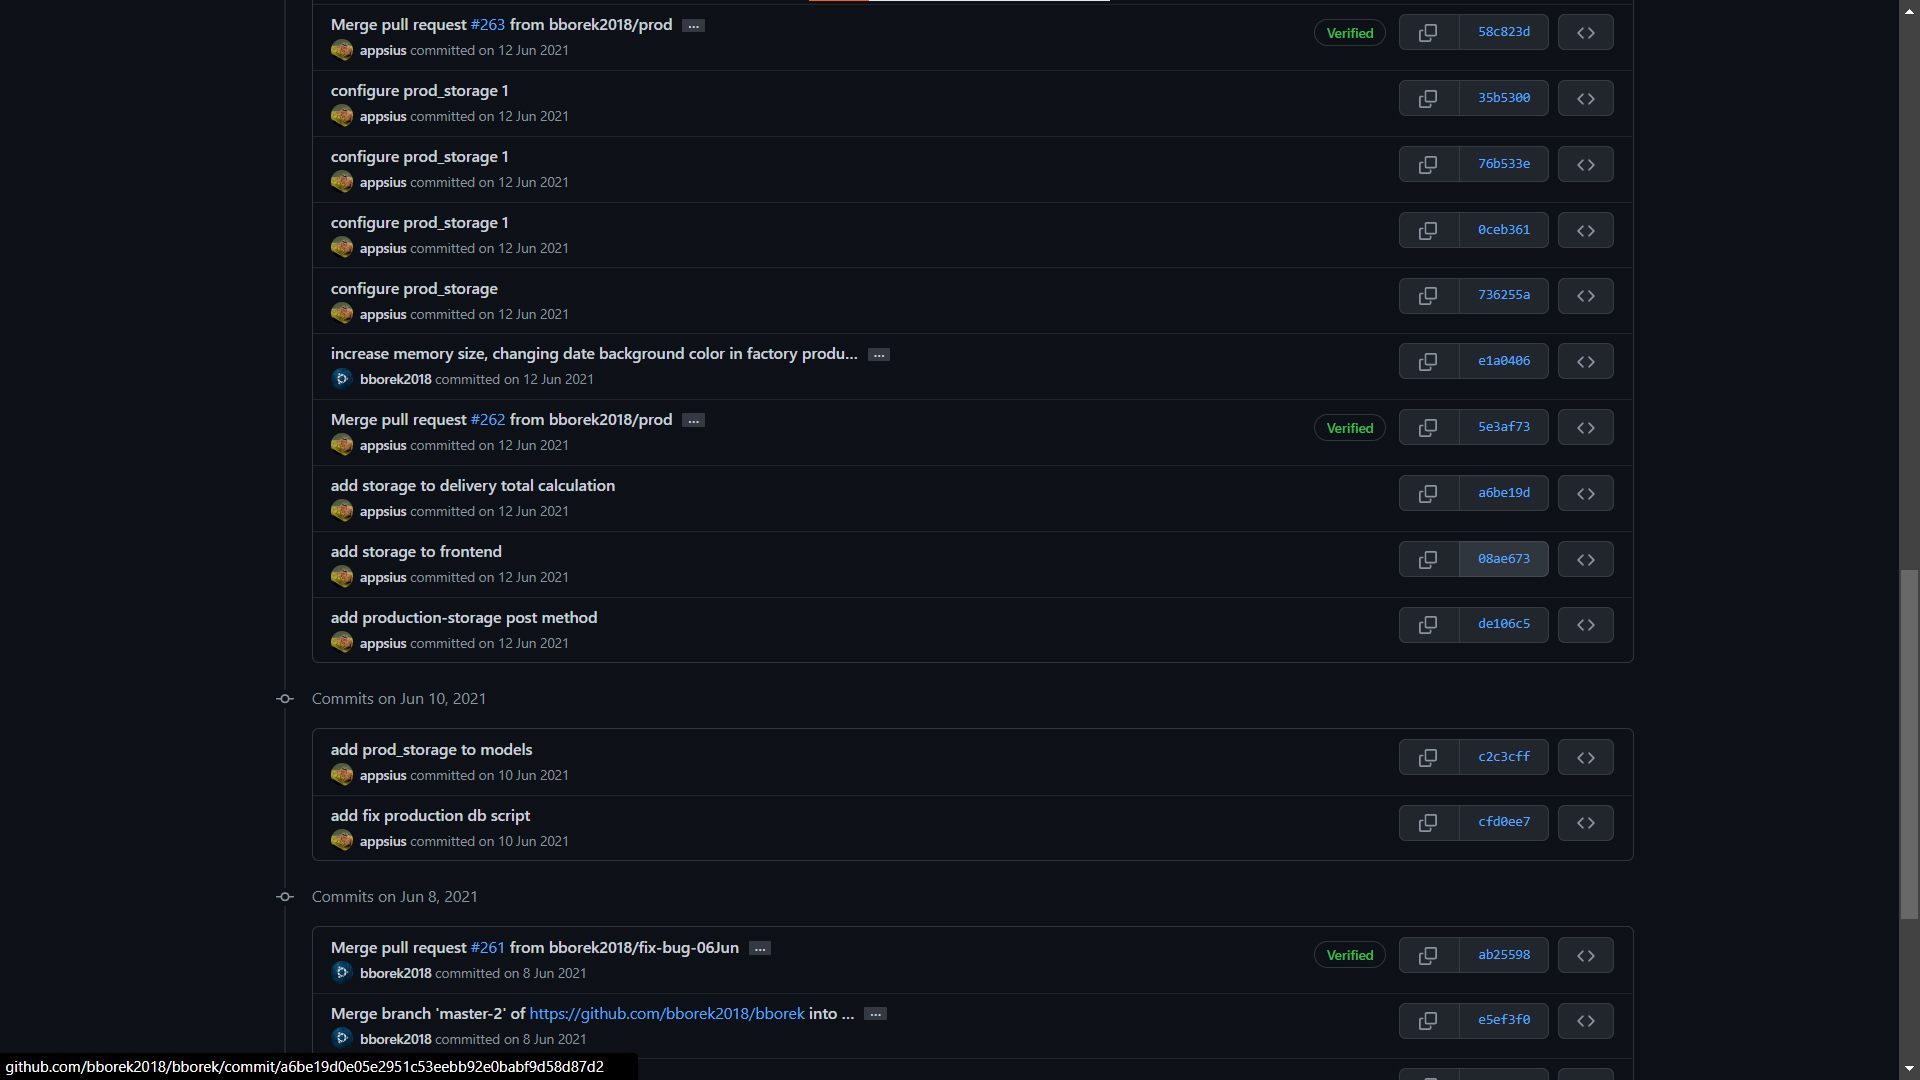 Merge pull request #263 from bborek2018/prod ...
Verified
58c823d
appsius committed on 12 Jun 2021
configure prod_storage 1
35b5300
appsius committed on 12 Jun 2021
configure prod_storage 1
76b533e
appsius committed on 12 Jun 2021
configure prod_storage 1
0ceb361
appsius committed on 12 Jun 2021
configure prod_storage
736255a
appsius committed on 12 Jun 2021
increase memory size, changing date background color in factory produ... ...
e1a0406
bborek2018 committed on 12 Jun 2021
Merge pull request #262 from bborek2018/prod ...
Verified
5e3af73
appsius committed on 12 Jun 2021
add storage to delivery total calculation
a6be19d
appsius committed on 12 Jun 2021
add storage to frontend
08ae673
appsius committed on 12 Jun 2021
add production-storage post method
de106c5
appsius committed on 12 Jun 2021
Commits on Jun 10, 2021
add prod_storage to models
c2c3cff
appsius committed on 10 Jun 2021
add fix production db script
cfd0ee7
appsius committed on 10 Jun 2021
Commits on Jun 8, 2021
Merge pull request #261 from bborek2018/fix-bug-06Jun ...
Verified
ab25598
bborek2018 committed on 8 Jun 2021
Merge branch 'master-2' of https://github.com/bborek2018/bborek into ... ...
e5ef3f0
bborek2018 committed on 8 Jun 2021
github.com/bborek2018/bborek/commit/a6be19d0e05e2951c53eebb92e0babf9d58d87d2